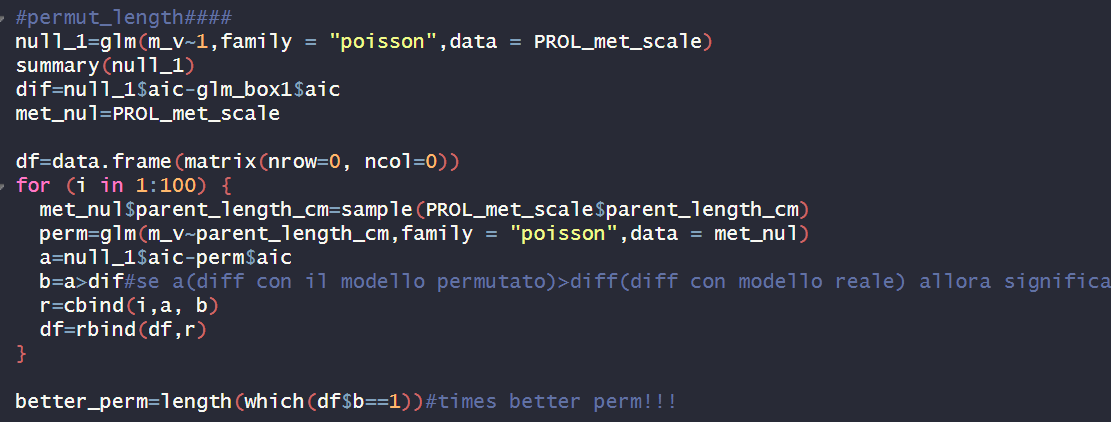 #permut_length####
null_1=glm(m_v~1,family = "poisson",data = PROL_met_scale)
summary(null_1)
dif=null_1$aic-glm_box1$aic
met_nul=PROL_met_scale
df=data.frame(matrix(nrow=0, ncol=0))
for (i in 1:100) {
met_nul$parent_length_cm=sample(PROL_met_scale$parent_length_cm)
perm=glm(m_v~parent_length_cm,family = "poisson",data = met_nul)
a=null_1$aic-perm$aic
b=a>dif#se a(diff con il modello permutato)>diff(diff con modello reale) allora significa
r=cbind(i,a, b)
df=rbind(df,r)
}
better_perm=length(which(df$b==1))#times better perm!!!